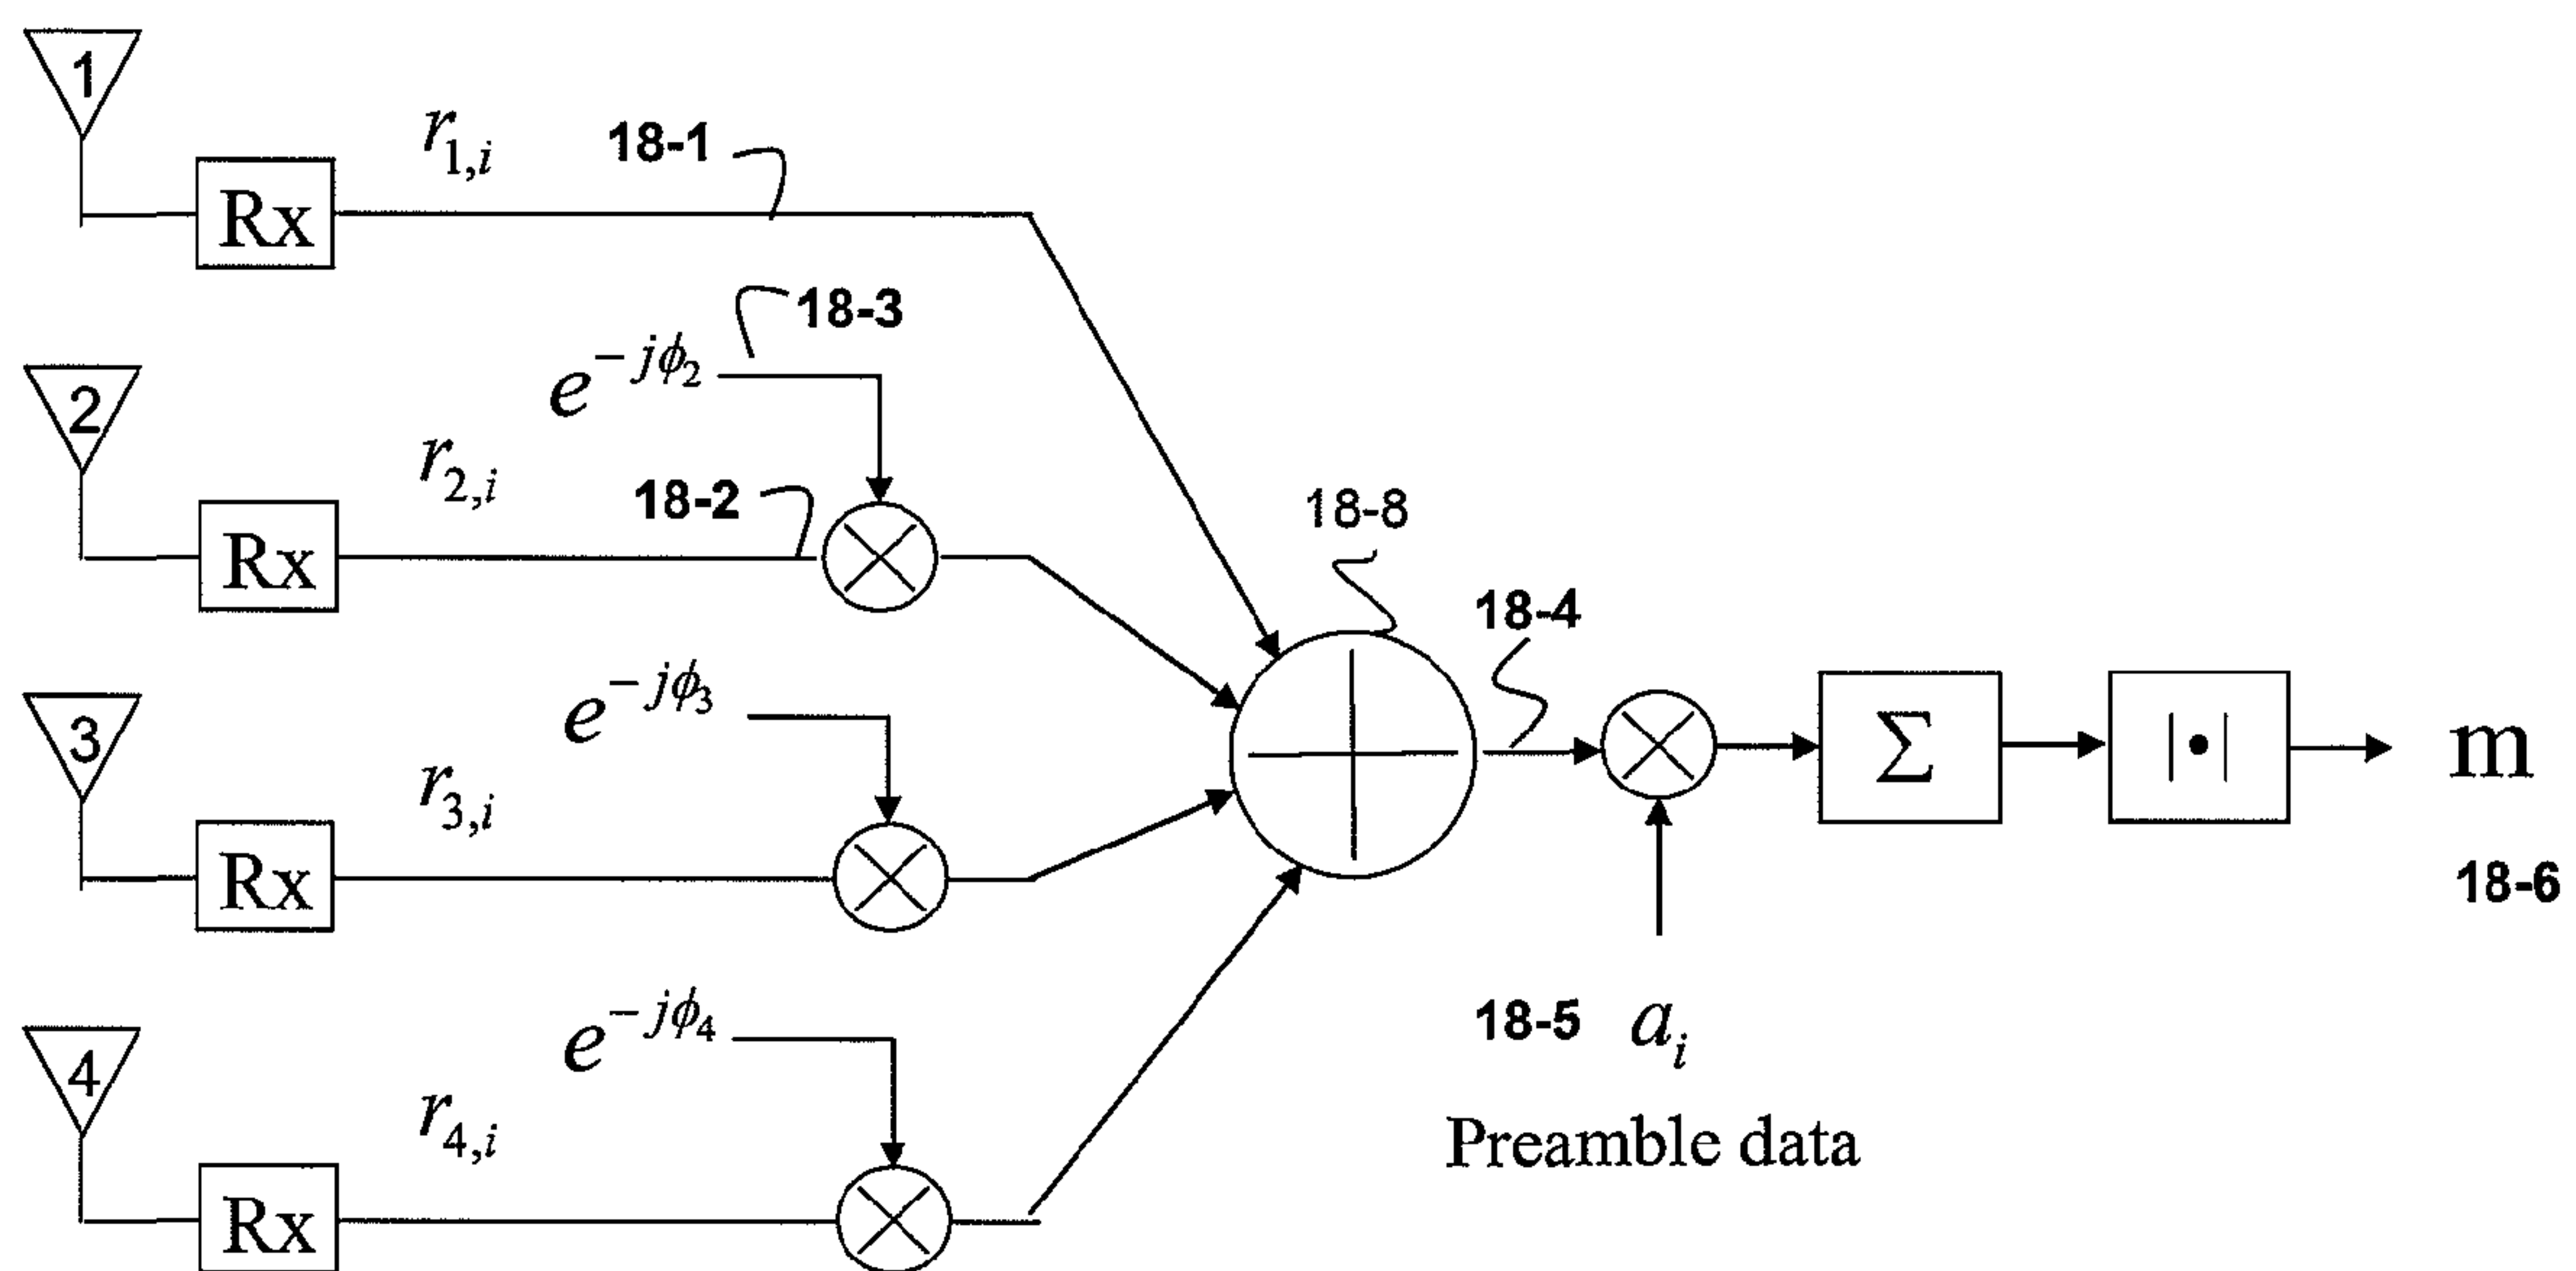 1
r1,i
18-1
Rx
18-3
e−jϕ2
2
r2,i
18-2
Rx
18-8
18-4
e−jϕ3
3
r3,i
Rx
Σ
|•|
m
18-6
e−jϕ4
4
r4,i
Rx
18-5 ai
Preamble data